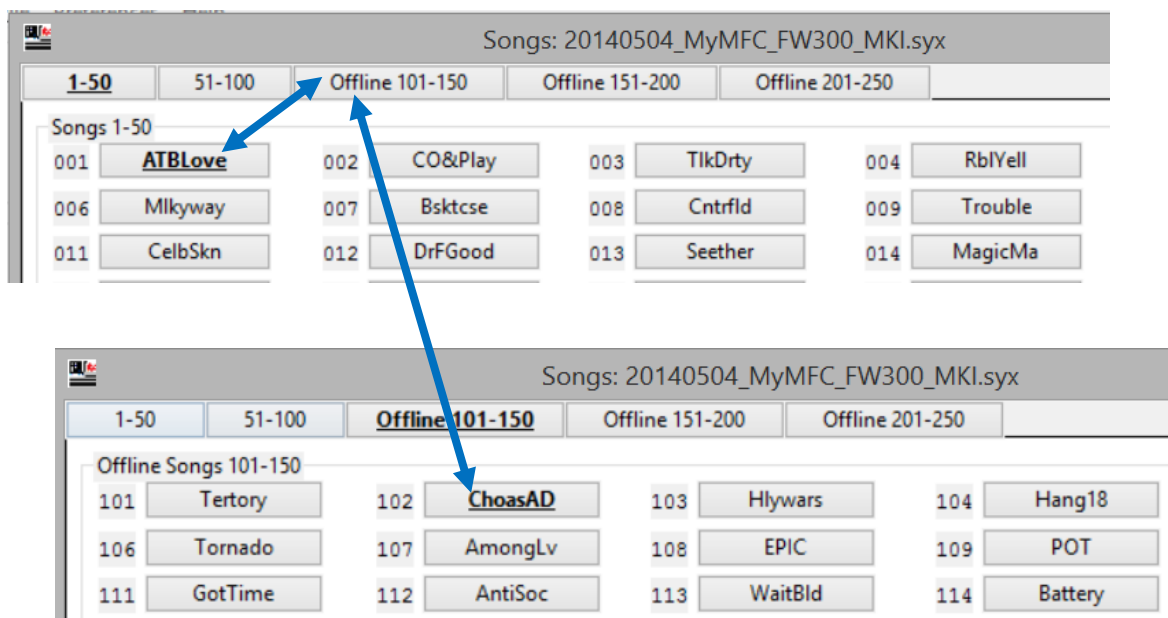 Songs: 20140504_MyMFC_FW300_MKI.syx
1-50 51-100 Offline 101-150 Offline 151-200 Offline 201-250
Songs 1-50
001 ATBLove 002 CO&Play 003 TlkDrty 004 RblYell
006 Mlkyway 007 Bsktcse 008 Cntrfld 009 Trouble
011 CelbSkn 012 DrFGood 013 Seether 014 MagicMa
Songs: 20140504_MyMFC_FW300_MKI.syx
1-50 51-100 Offline 101-150 Offline 151-200 Offline 201-250
Offline Songs 101-150
101 Tertory 102 ChoasAD 103 Hlywars 104 Hang18
106 Tornado 107 AmongLv 108 EPIC 109 POT
111 GotTime 112 AntiSoc 113 WaitBld 114 Battery